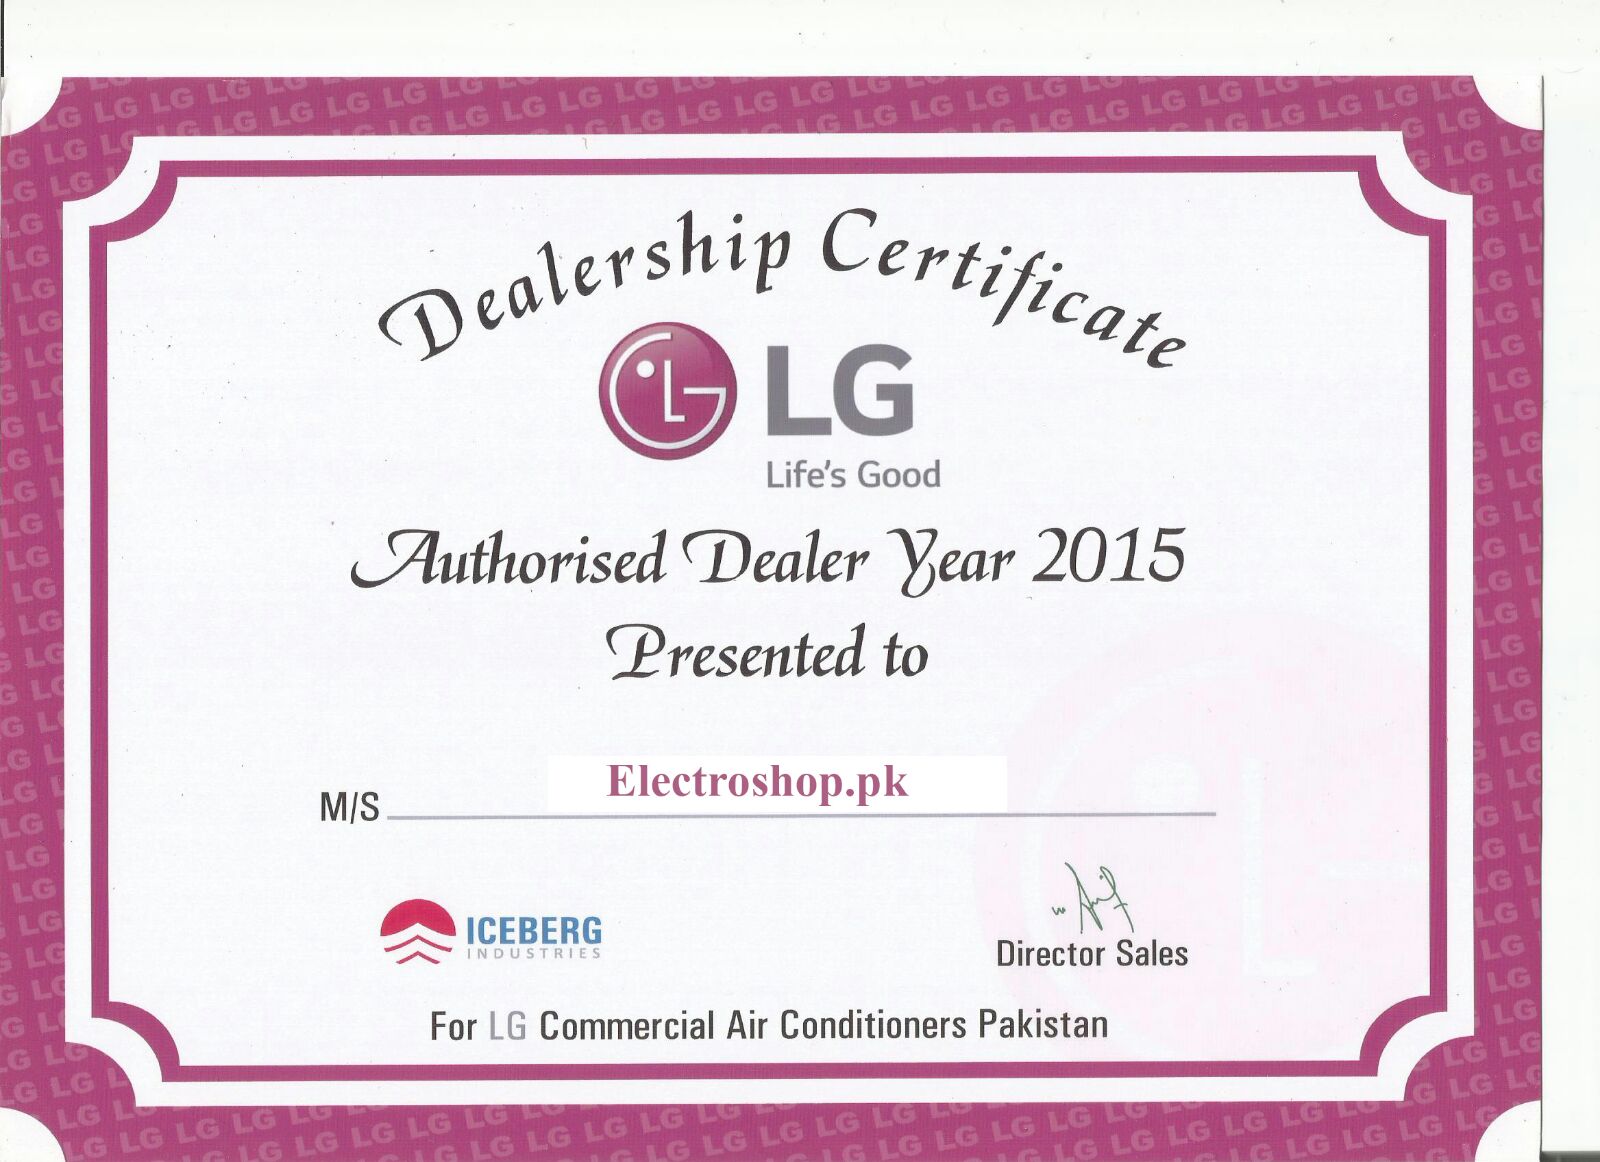 Dealership Certificate
LG
Life's Good
Authorised Dealer Year 2015
Presented to
M/S Electroshop.pk
ICEBERG
INDUSTRIES
Director Sales
For LG Commercial Air Conditioners Pakistan